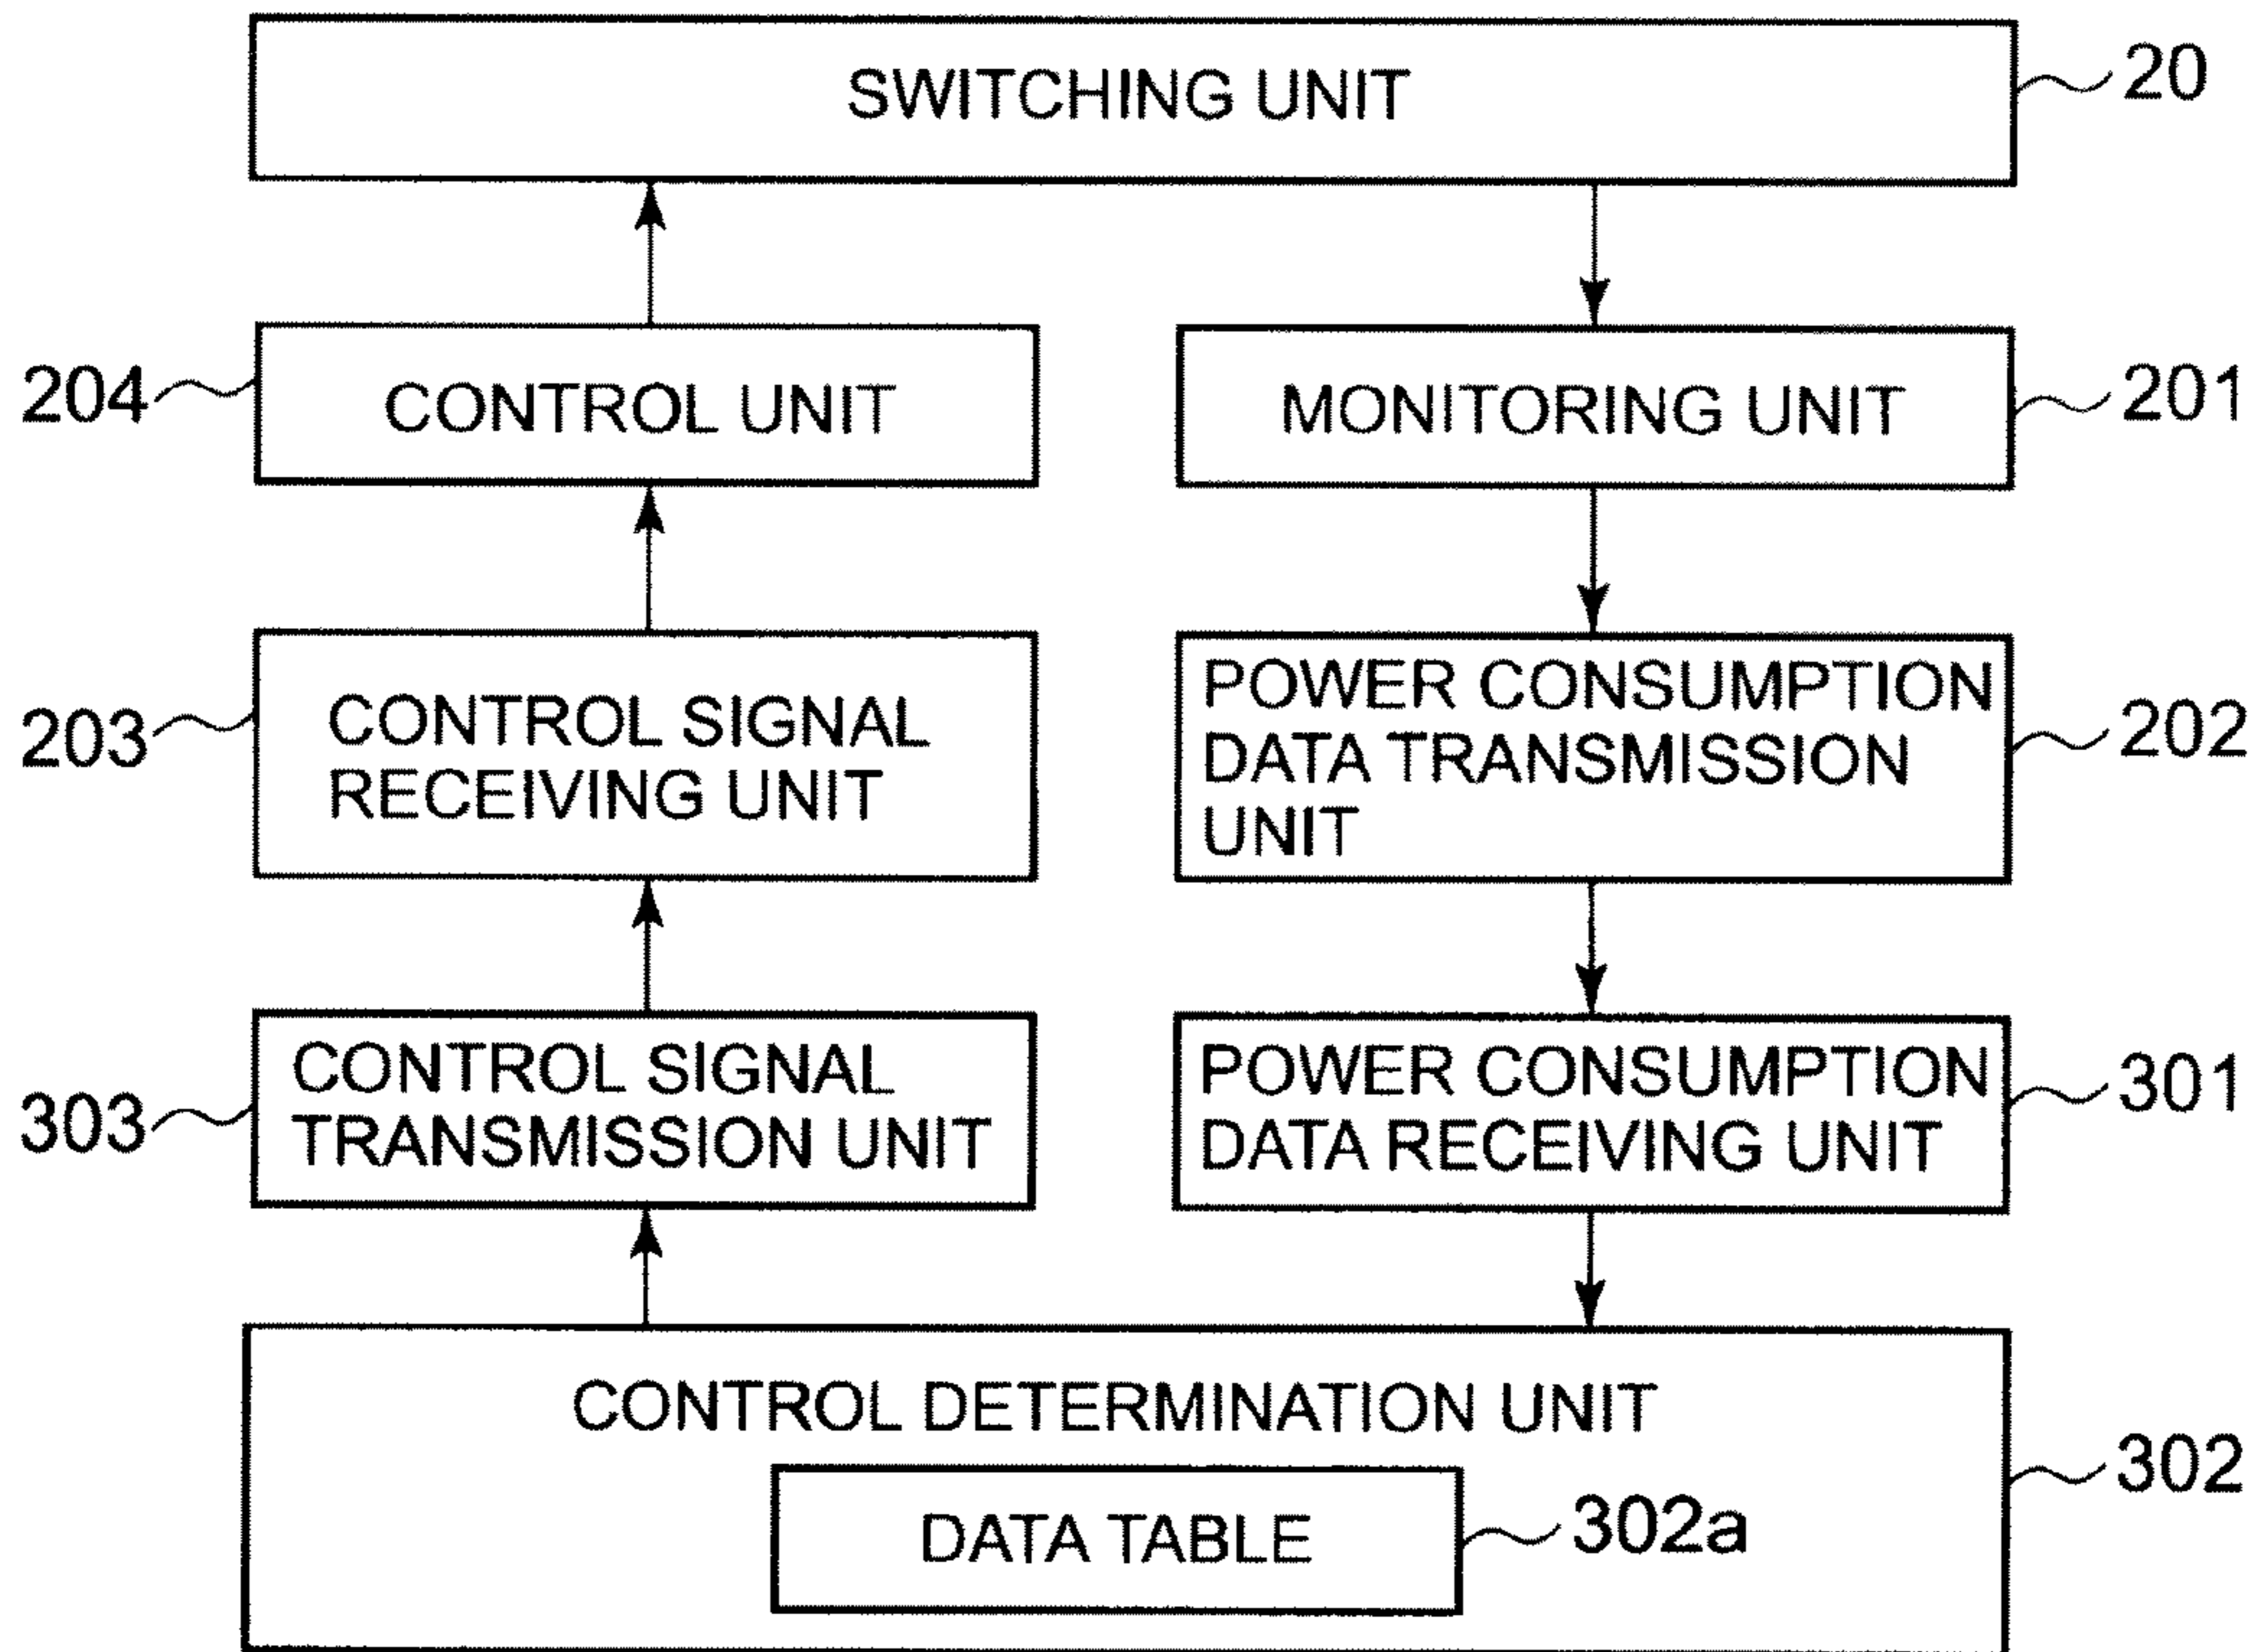 SWITCHING UNIT
20
204
CONTROL UNIT
MONITORING UNIT
201
203
CONTROL SIGNAL
RECEIVING UNIT
POWER CONSUMPTION
DATA TRANSMISSION
UNIT
202
303
CONTROL SIGNAL
TRANSMISSION UNIT
POWER CONSUMPTION
DATA RECEIVING UNIT
301
CONTROL DETERMINATION UNIT
302
DATA TABLE
302a